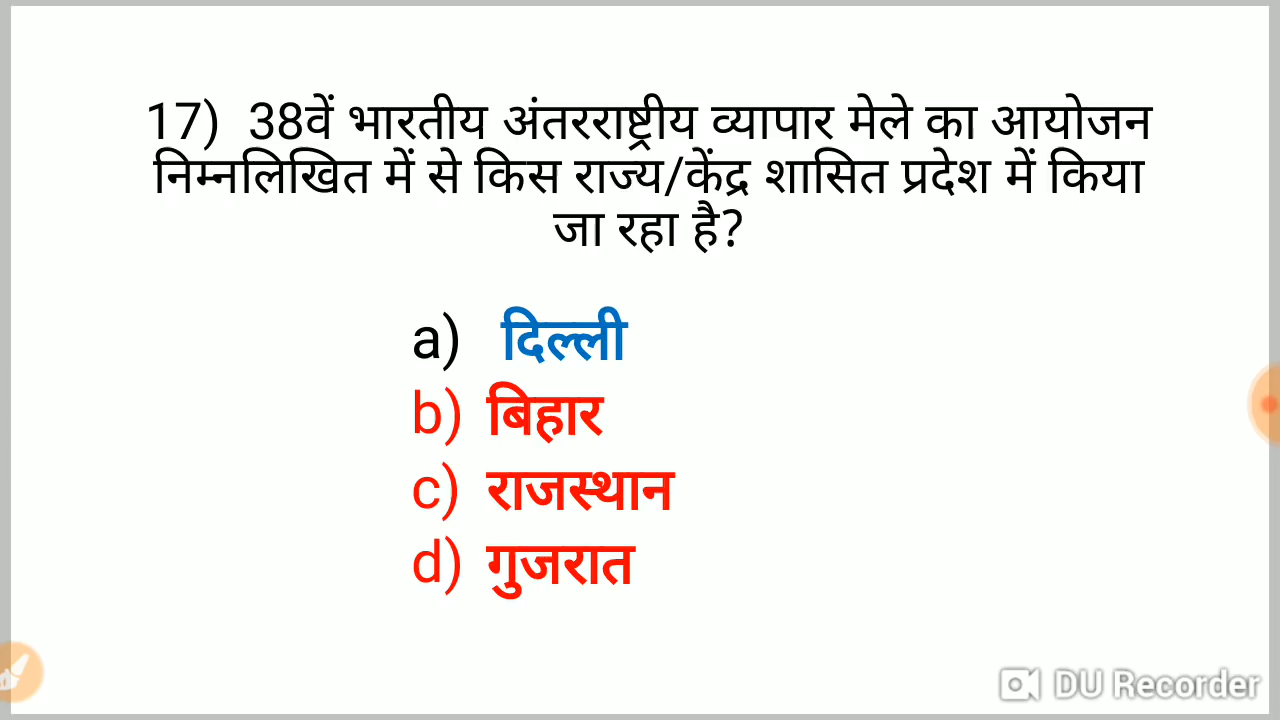 17) 38वें भारतीय अंतरराष्ट्रीय व्यापार मेले का आयोजन
निम्नलिखित में से किस राज्य/केंद्र शासित प्रदेश में किया
जा रहा है?
a) दिल्ली
b) बिहार
c) राजस्थान
d) गुजरात
DU Recorder